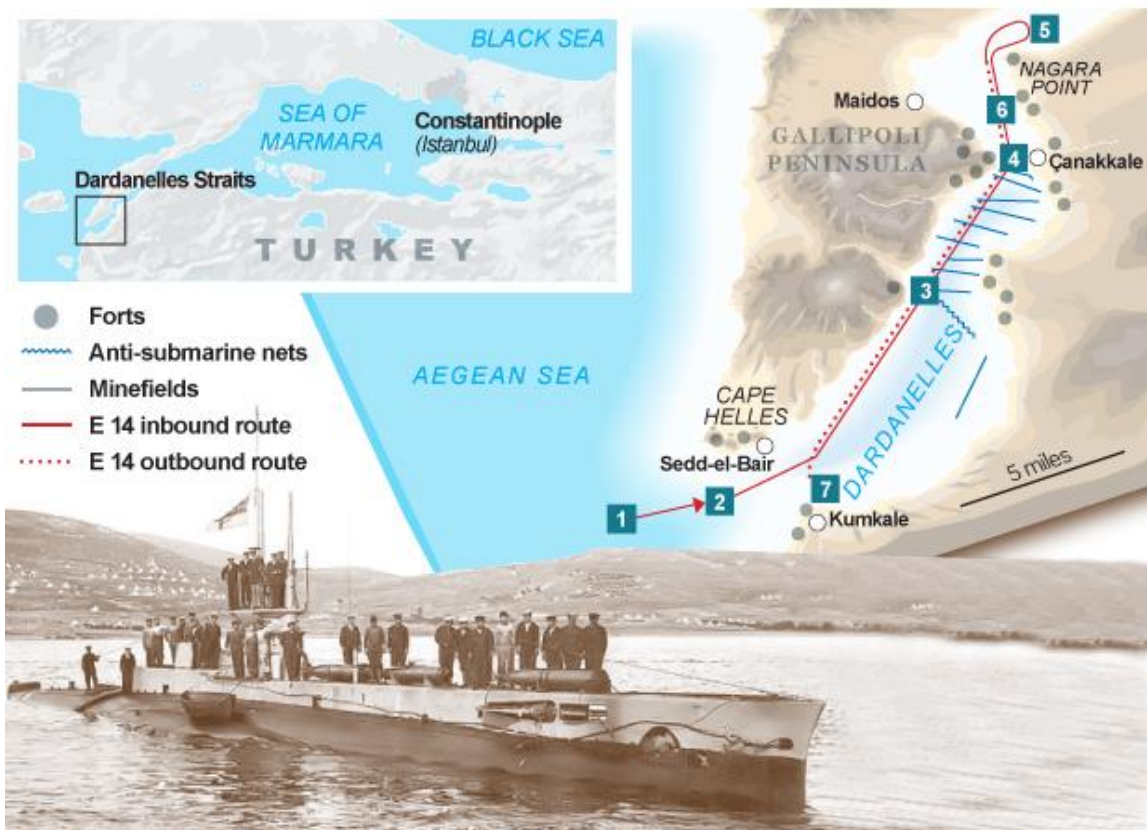 BLACK SEA
SEA OF
MARMARA
Constantinople
(Istanbul)
Dardanelles Straits
TURKEY
Forts
Anti-submarine nets
Minefields
E 14 inbound route
E 14 outbound route
AEGEAN SEA
5
NAGARA
POINT
Maidos
6
GALLIPOLI
PENINSULA
4
Çanakkale
3
DARDANELLES
CAPE
HELLES
Sedd-el-Bair
5 miles
7
2
1
Kumkale